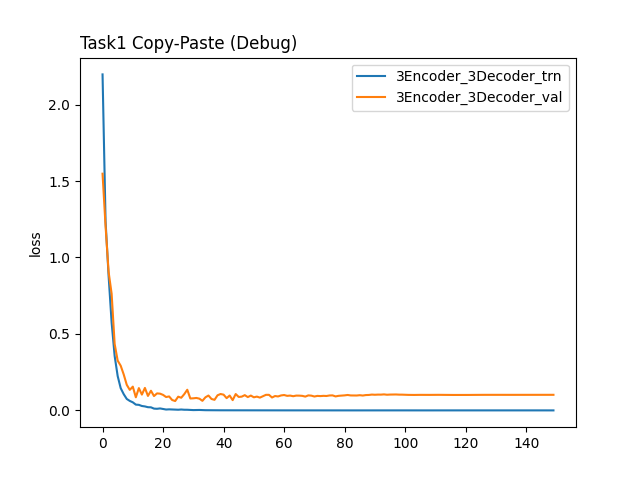 Task1 Copy-Paste (Debug)
3Encoder_3Decoder_trn
3Encoder_3Decoder_val
2.0
1.5
1.0
0.5
0.0
loss
0 20 40 60 80 100 120 140